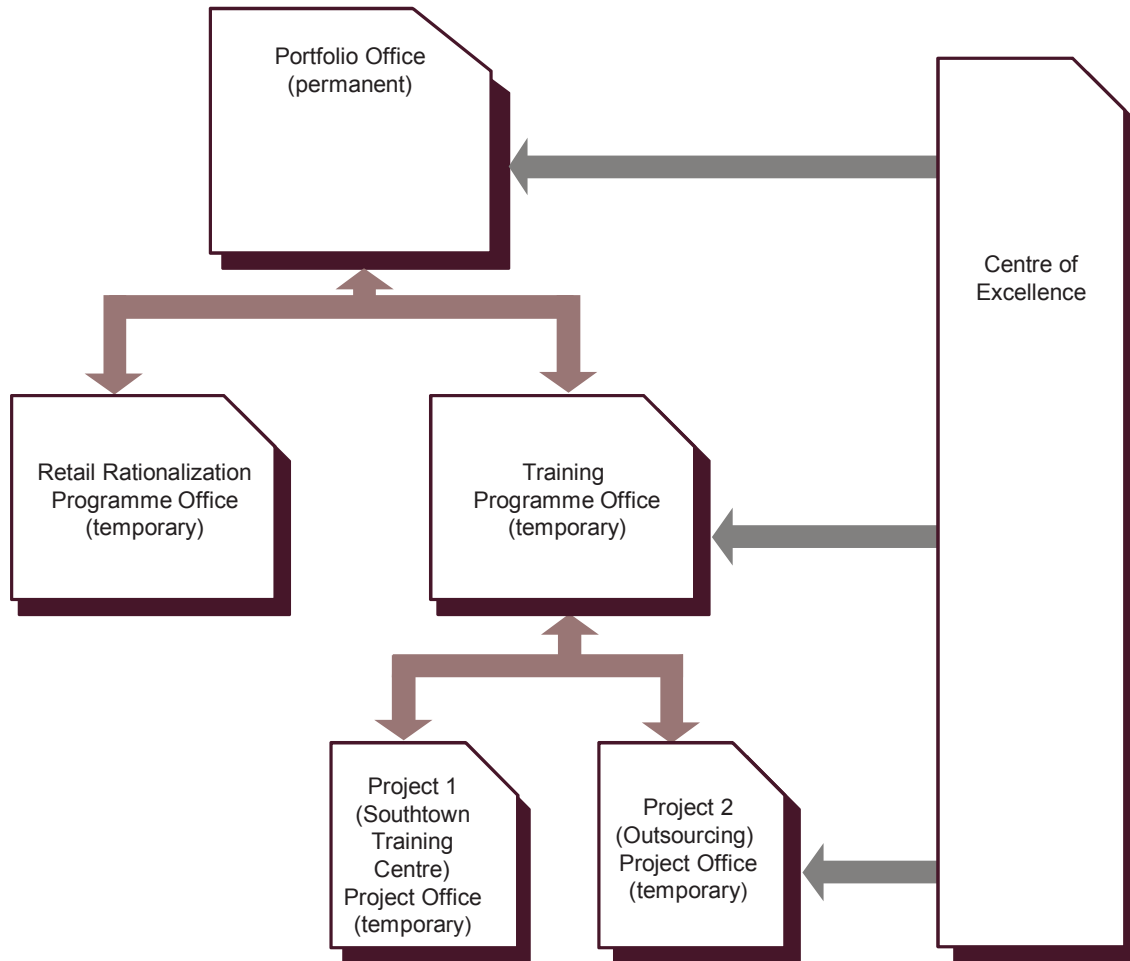 Portfolio Office
(permanent)
Centre of
Excellence
Retail Rationalization
Programme Office
(temporary)
Training
Programme Office
(temporary)
Project 1
(Southtown
Training
Centre)
Project Office
(temporary)
Project 2
(Outsourcing)
Project Office
(temporary)